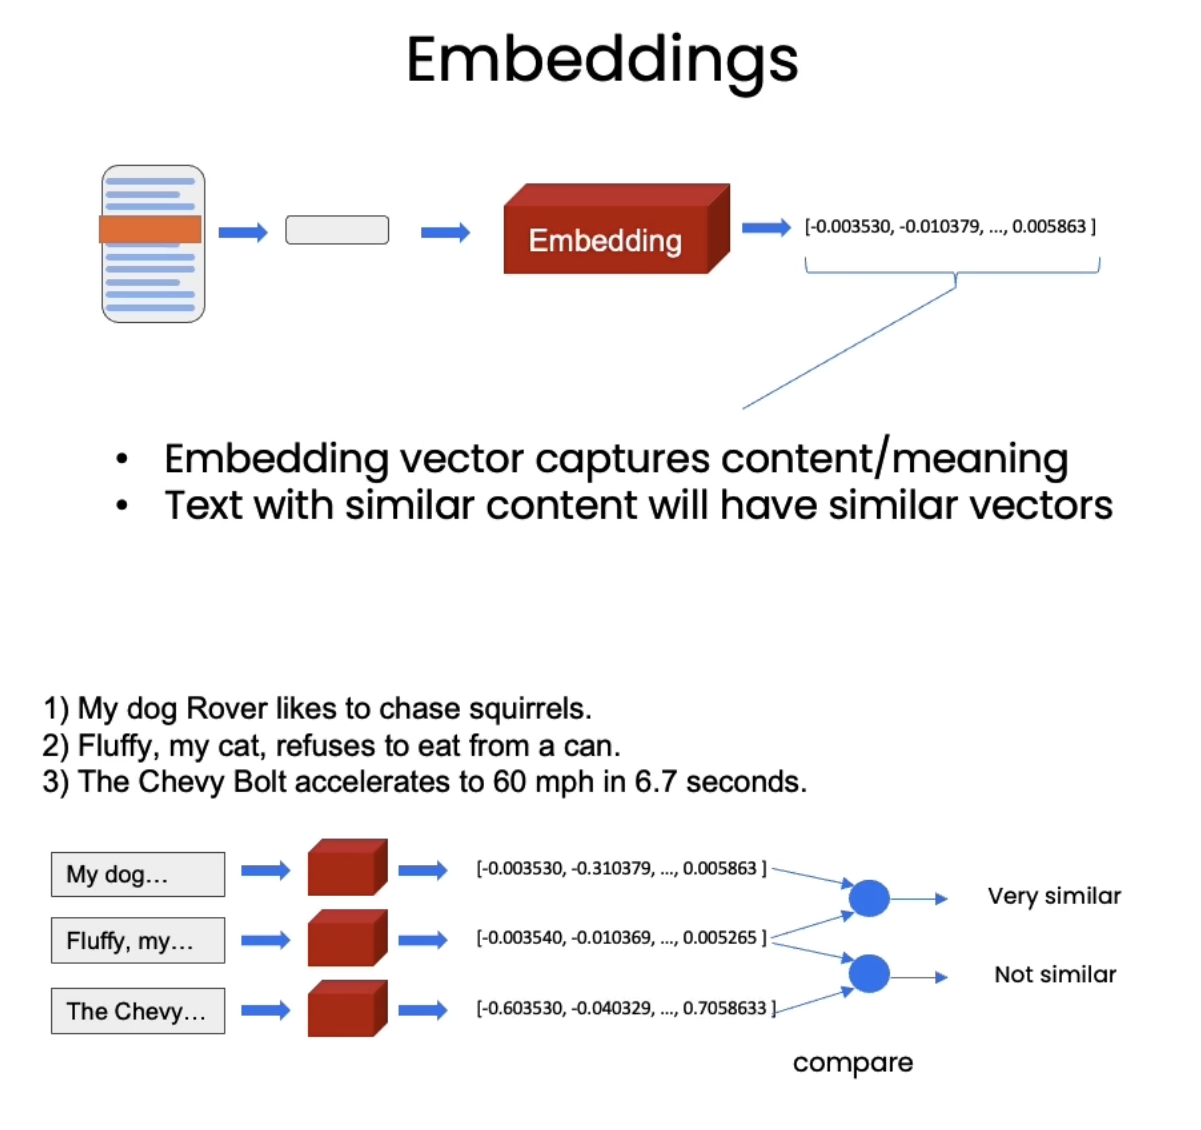 Embeddings
Embedding
[-0.003530, -0.010379, ..., 0.005863 ]
• Embedding vector captures content/meaning
• Text with similar content will have similar vectors
1) My dog Rover likes to chase squirrels.
2) Fluffy, my cat, refuses to eat from a can.
3) The Chevy Bolt accelerates to 60 mph in 6.7 seconds.
My dog...
[-0.003530, -0.310379, ..., 0.005863 ]
Very similar
Fluffy, my...
[-0.003540, -0.010369, ..., 0.005265 ]
Not similar
The Chevy...
[-0.603530, -0.040329, ..., 0.7058633 ]
compare